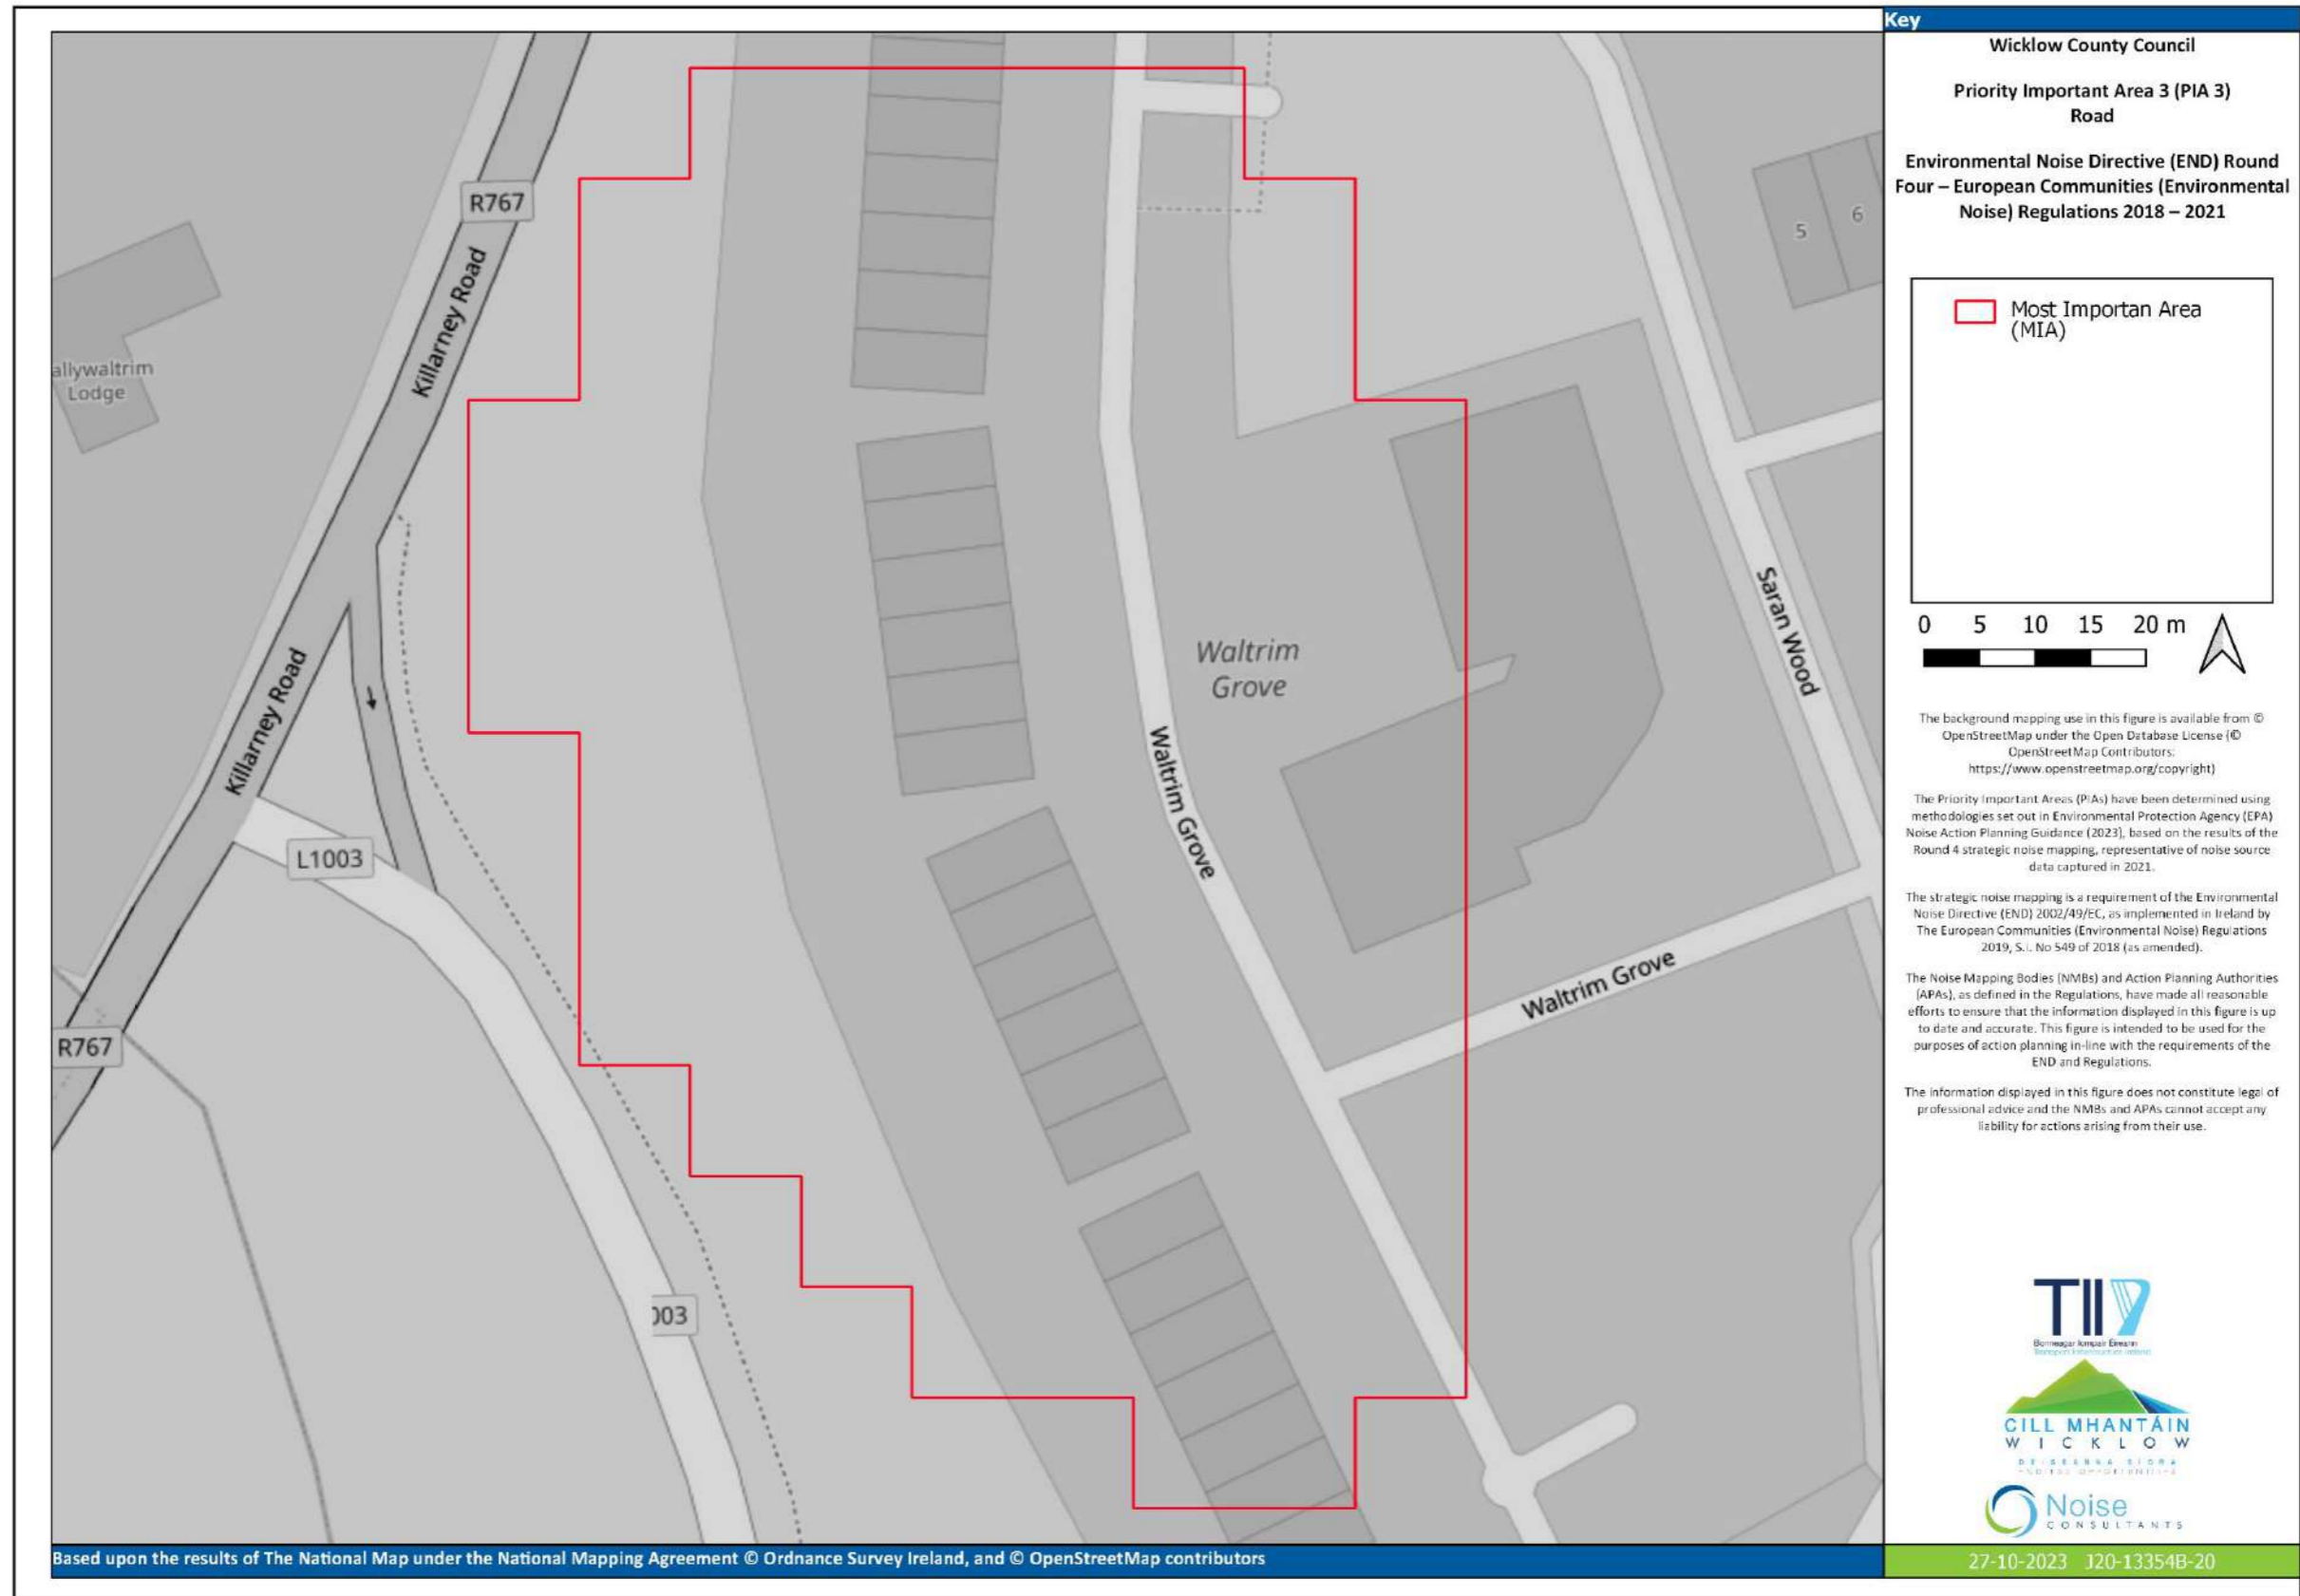 Key
Wicklow County Council
Priority Important Area 3 (PIA 3)
Road
Environmental Noise Directive (END) Round
Four – European Communities (Environmental
Noise) Regulations 2018 – 2021
Most Importan Area
(MIA)
0 5 10 15 20 m
The background mapping use in this figure is available from ©
OpenStreetMap under the Open Database License (©
OpenStreetMap Contributors:
https://www.openstreetmap.org/copyright)
The Priority Important Areas (PIAs) have been determined using
methodologies set out in Environmental Protection Agency (EPA)
Noise Action Planning Guidance (2023), based on the results of the
Round 4 strategic noise mapping, representative of noise source
data captured in 2021.
The strategic noise mapping is a requirement of the Environmental
Noise Directive (END) 2002/49/EC, as implemented in Ireland by
The European Communities (Environmental Noise) Regulations
2019, S.I. No 549 of 2018 (as amended).
The Noise Mapping Bodies (NMBs) and Action Planning Authorities
(APAs), as defined in the Regulations, have made all reasonable
efforts to ensure that the information displayed in this figure is up
to date and accurate. This figure is intended to be used for the
purposes of action planning in-line with the requirements of the
END and Regulations.
The information displayed in this figure does not constitute legal of
professional advice and the NMBs and APAs cannot accept any
liability for actions arising from their use.
TII
Bonneagar Iompair Éireann
Transport Infrastructure Ireland
CILL MHANTÁIN
WICKLOW
Noise
CONSULTANTS
27-10-2023 J20-13354B-20
R767
Killarney Road
allywaltrim
Lodge
5
6
Saran Wood
Waltrim
Grove
Killarney Road
Waltrim Grove
L1003
Waltrim Grove
R767
003
Based upon the results of The National Map under the National Mapping Agreement © Ordnance Survey Ireland, and © OpenStreetMap contributors